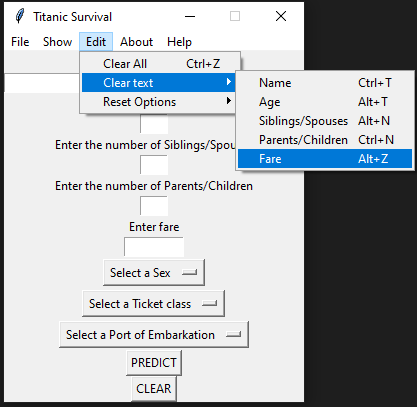 Titanic Survival
File Show Edit About Help
Clear All Ctrl+Z
Clear text
Reset Options
Name Ctrl+T
Age Alt+T
Siblings/Spouses Alt+N
Parents/Children Ctrl+N
Fare Alt+Z
Enter the number of Siblings/Spou
Enter the number of Parents/Children
Enter fare
Select a Sex
Select a Ticket class
Select a Port of Embarkation
PREDICT
CLEAR